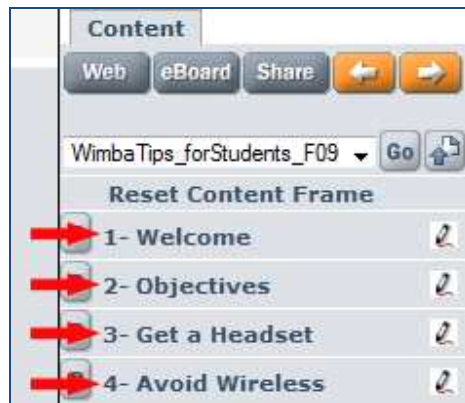 Content
Web eBoard Share
WimbaTips_forStudents_F09 Go
Reset Content Frame
1- Welcome
2- Objectives
3- Get a Headset
4- Avoid Wireless